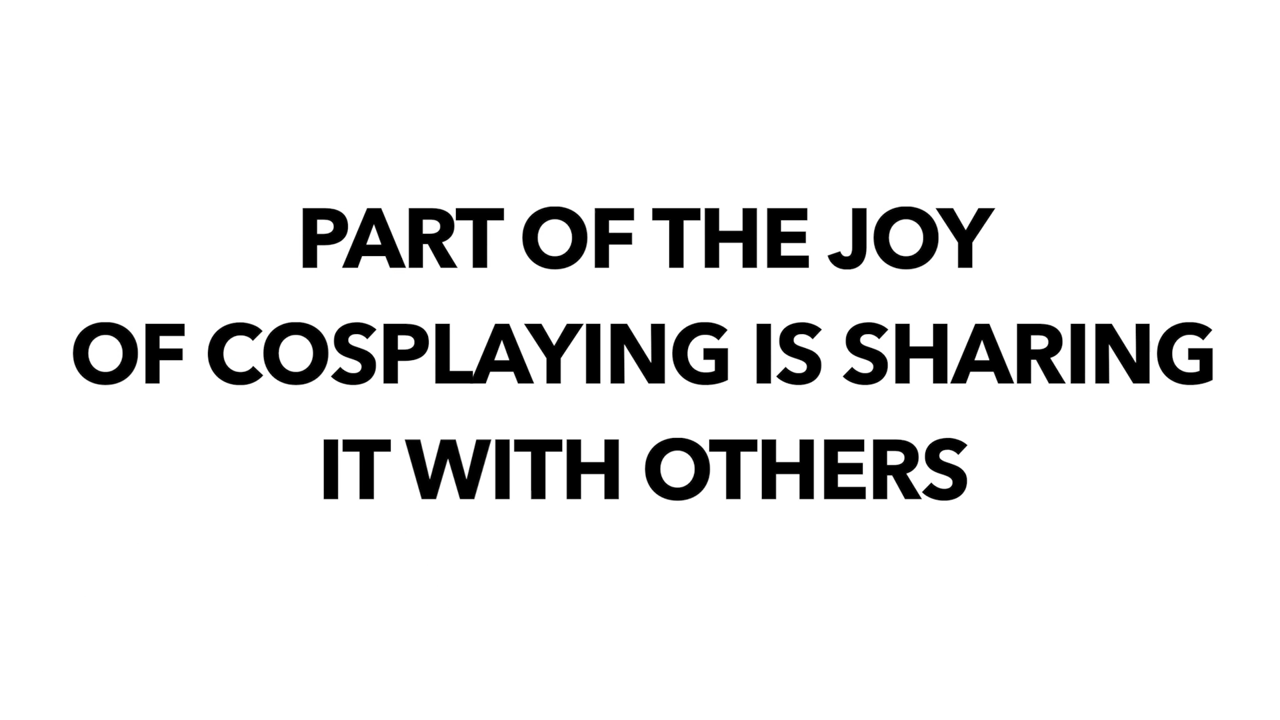 PART OF THE JOY
OF COSPLAYING IS SHARING
IT WITH OTHERS